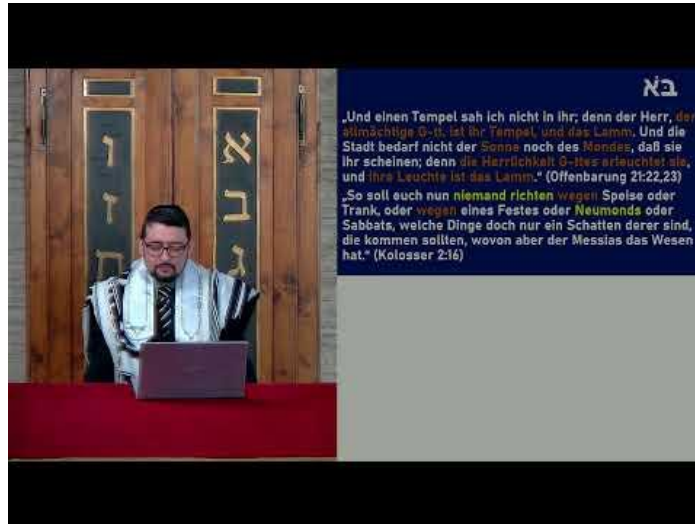 בֹּא
„Und einen Tempel sah ich nicht in ihr; denn der Herr, der
allmächtige G-tt, ist ihr Tempel, und das Lamm. Und die
Stadt bedarf nicht der Sonne noch des Mondes, daß sie
ihr scheinen; denn die Herrlichkeit G-ttes erleuchtet sie,
und ihre Leuchte ist das Lamm.“ (Offenbarung 21:22,23)
„So soll euch nun niemand richten wegen Speise oder
Trank, oder wegen eines Festes oder Neumonds oder
Sabbats, welche Dinge doch nur ein Schatten derer sind,
die kommen sollten, wovon aber der Messias das Wesen
hat.“ (Kolosser 2:16)
א
ב
ג
ו
ז
ח